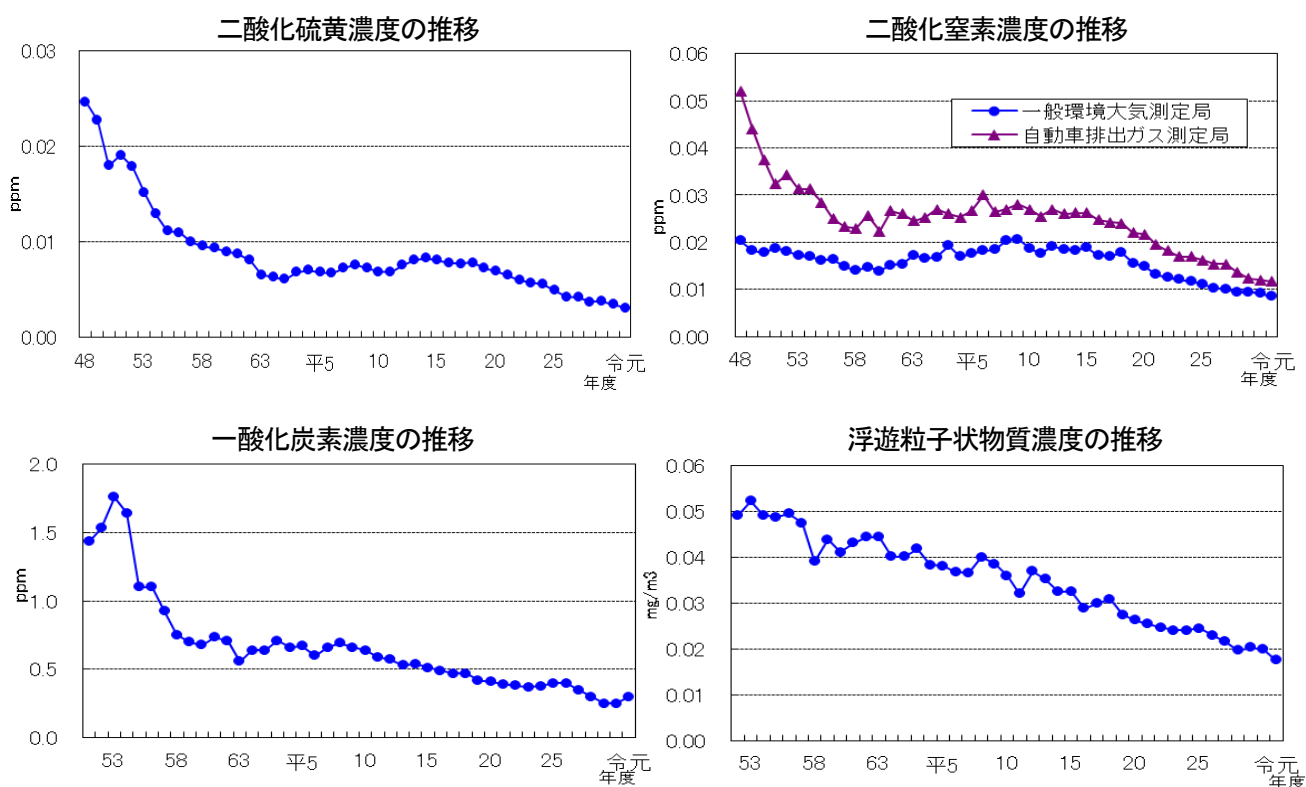 二酸化硫黄濃度の推移
0.03
0.02
0.01
0.00
ppm
48 53 58 63 平5 10 15 20 25 令元
年度
二酸化窒素濃度の推移
0.06
0.05
0.04
0.03
0.02
0.01
0.00
ppm
一般環境大気測定局
自動車排出ガス測定局
48 53 58 63 平5 10 15 20 25 令元
年度
一酸化炭素濃度の推移
2.0
1.5
1.0
0.5
0.0
ppm
53 58 63 平5 10 15 20 25 令元
年度
浮遊粒子状物質濃度の推移
0.06
0.05
0.04
0.03
0.02
0.01
0.00
mg/m3
53 58 63 平5 10 15 20 25 令元
年度